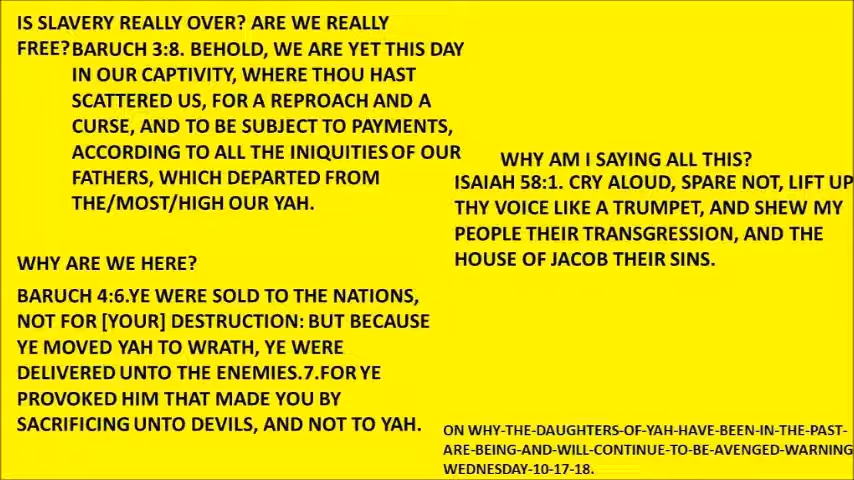 IS SLAVERY REALLY OVER? ARE WE REALLY
FREE?BARUCH 3:8. BEHOLD, WE ARE YET THIS DAY
IN OUR CAPTIVITY, WHERE THOU HAST
SCATTERED US, FOR A REPROACH AND A
CURSE, AND TO BE SUBJECT TO PAYMENTS,
ACCORDING TO ALL THE INIQUITIES OF OUR
FATHERS, WHICH DEPARTED FROM
THE/MOST/HIGH OUR YAH.
WHY ARE WE HERE?
BARUCH 4:6.YE WERE SOLD TO THE NATIONS,
NOT FOR [YOUR] DESTRUCTION: BUT BECAUSE
YE MOVED YAH TO WRATH, YE WERE
DELIVERED UNTO THE ENEMIES.7.FOR YE
PROVOKED HIM THAT MADE YOU BY
SACRIFICING UNTO DEVILS, AND NOT TO YAH.
WHY AM I SAYING ALL THIS?
ISAIAH 58:1. CRY ALOUD, SPARE NOT, LIFT UP
THY VOICE LIKE A TRUMPET, AND SHEW MY
PEOPLE THEIR TRANSGRESSION, AND THE
HOUSE OF JACOB THEIR SINS.
ON WHY-THE-DAUGHTERS-OF-YAH-HAVE-BEEN-IN-THE-PAST-
ARE-BEING-AND-WILL-CONTINUE-TO-BE-AVENGED-WARNING
WEDNESDAY-10-17-18.